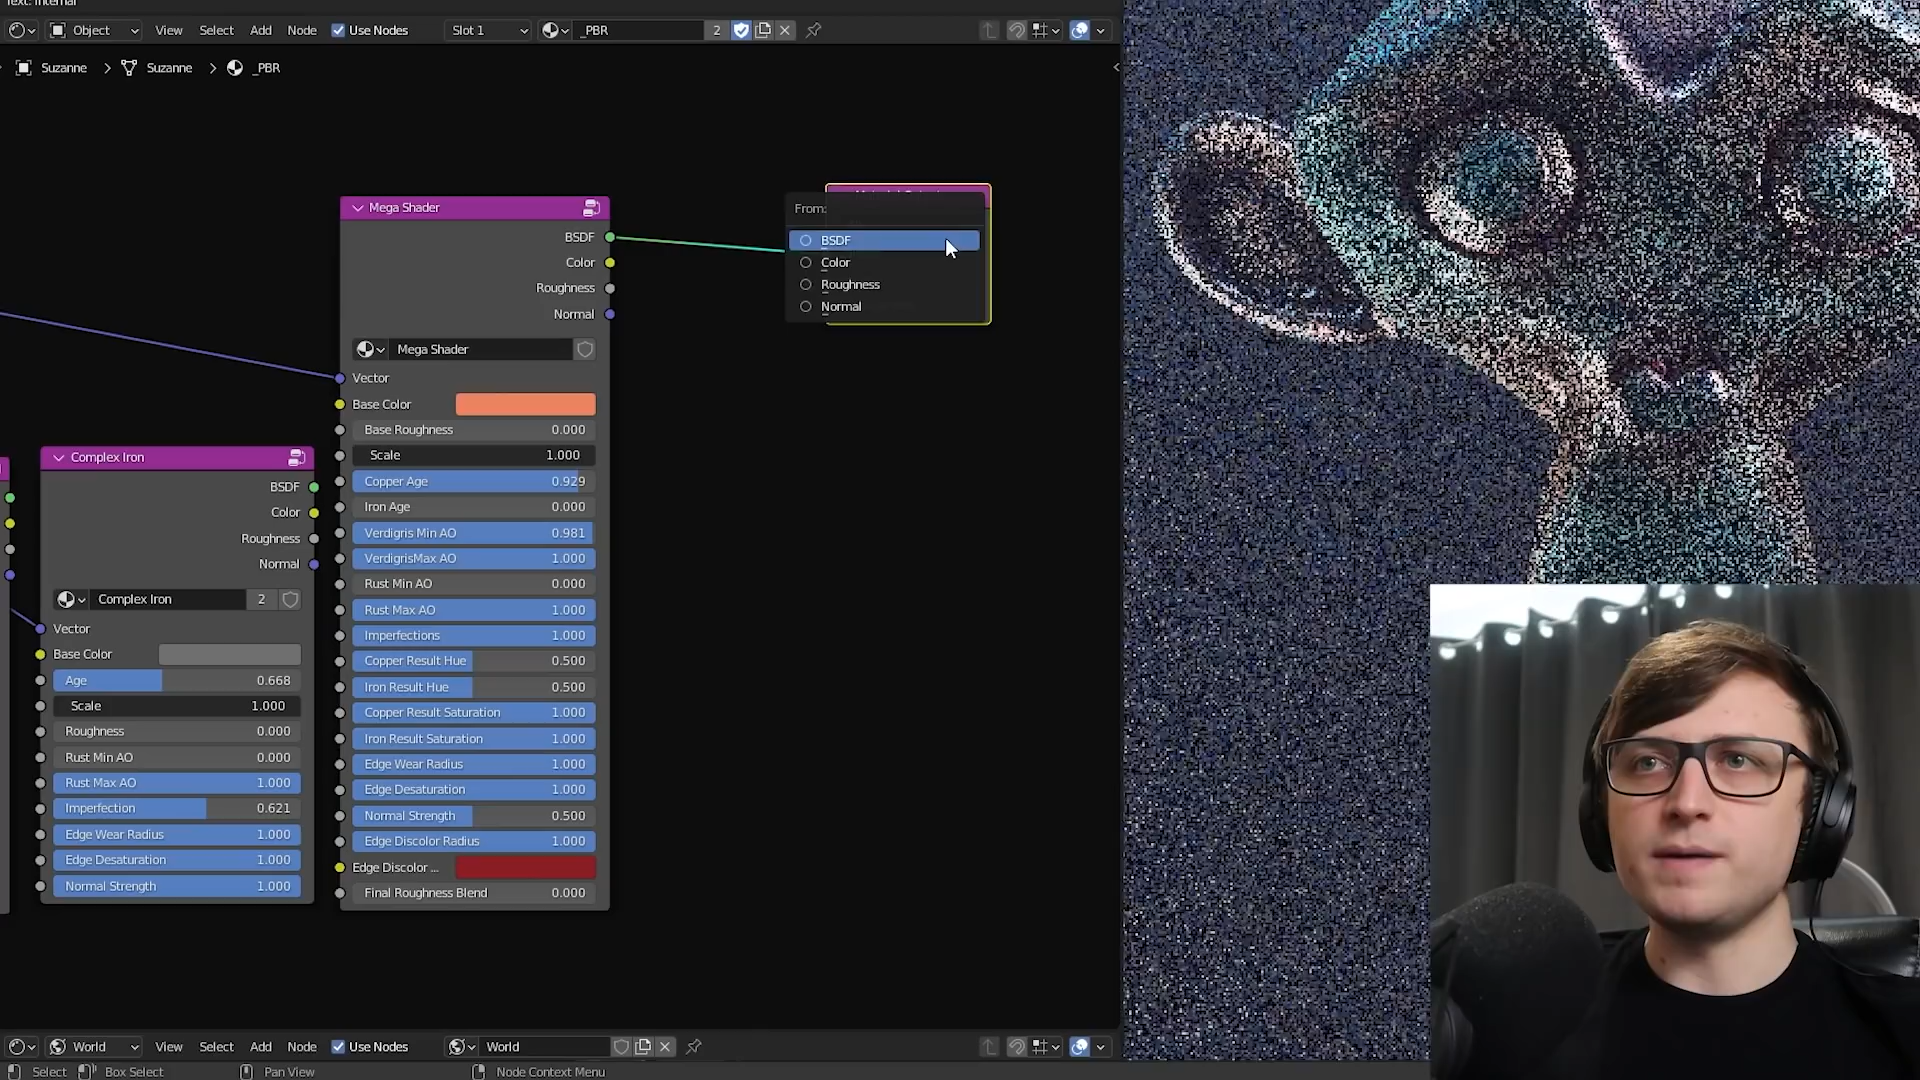 Text: Internal
Object
View
Select
Add
Node
Use Nodes
Slot 1
_PBR
2
Suzanne
Suzanne
_PBR
Mega Shader
BSDF
Color
Roughness
Normal
Mega Shader
Vector
Base Color
Base Roughness 0.000
Scale 1.000
Copper Age 0.929
Iron Age 0.000
Verdigris Min AO 0.981
VerdigrisMax AO 1.000
Rust Min AO 0.000
Rust Max AO 1.000
Imperfections 1.000
Copper Result Hue 0.500
Iron Result Hue 0.500
Copper Result Saturation 1.000
Iron Result Saturation 1.000
Edge Wear Radius 1.000
Edge Desaturation 1.000
Normal Strength 0.500
Edge Discolor Radius 1.000
Edge Discolor ...
Final Roughness Blend 0.000
From:
BSDF
Color
Roughness
Normal
Complex Iron
BSDF
Color
Roughness
Normal
Complex Iron 2
Vector
Base Color
Age 0.668
Scale 1.000
Roughness 0.000
Rust Min AO 0.000
Rust Max AO 1.000
Imperfection 0.621
Edge Wear Radius 1.000
Edge Desaturation 1.000
Normal Strength 1.000
World
View
Select
Add
Node
Use Nodes
World
Select
Box Select
Pan View
Node Context Menu